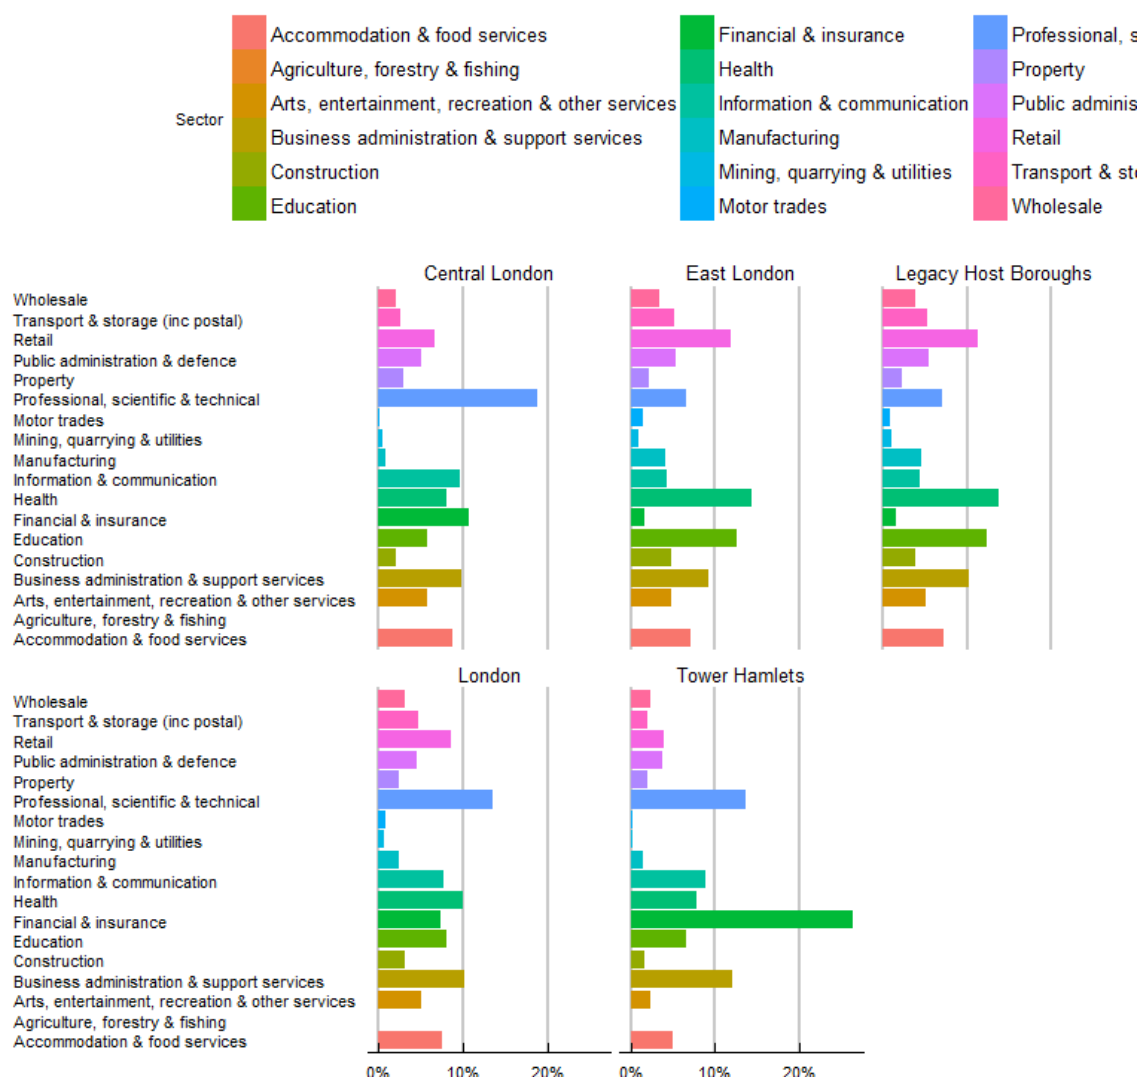 Sector
Accommodation & food services
Agriculture, forestry & fishing
Arts, entertainment, recreation & other services
Business administration & support services
Construction
Education
Financial & insurance
Health
Information & communication
Manufacturing
Mining, quarrying & utilities
Motor trades
Professional, s
Property
Public adminis
Retail
Transport & sto
Wholesale
Central London
East London
Legacy Host Boroughs
Wholesale
Transport & storage (inc postal)
Retail
Public administration & defence
Property
Professional, scientific & technical
Motor trades
Mining, quarrying & utilities
Manufacturing
Information & communication
Health
Financial & insurance
Education
Construction
Business administration & support services
Arts, entertainment, recreation & other services
Agriculture, forestry & fishing
Accommodation & food services
London
Tower Hamlets
Wholesale
Transport & storage (inc postal)
Retail
Public administration & defence
Property
Professional, scientific & technical
Motor trades
Mining, quarrying & utilities
Manufacturing
Information & communication
Health
Financial & insurance
Education
Construction
Business administration & support services
Arts, entertainment, recreation & other services
Agriculture, forestry & fishing
Accommodation & food services
0% 10% 20% 0% 10% 20%